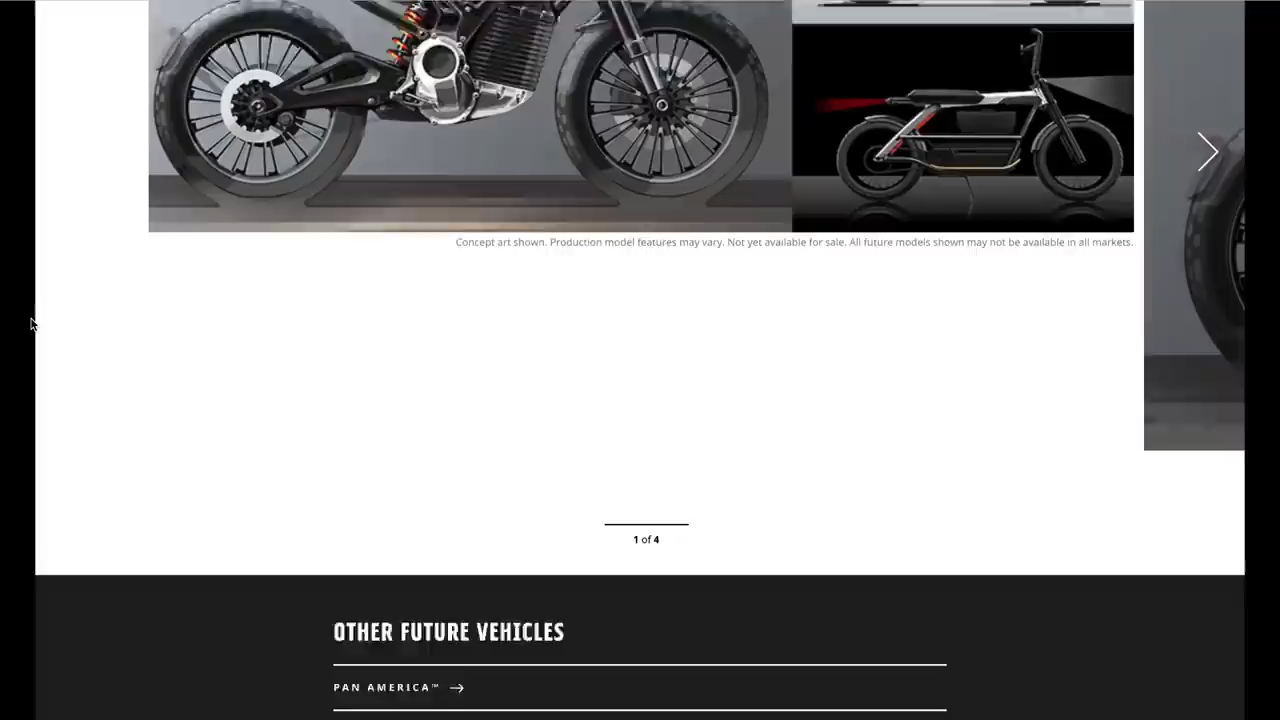 Concept art shown. Production model features may vary. Not yet available for sale. All future models shown may not be available in all markets.
1 of 4
OTHER FUTURE VEHICLES
PAN AMERICA™ →